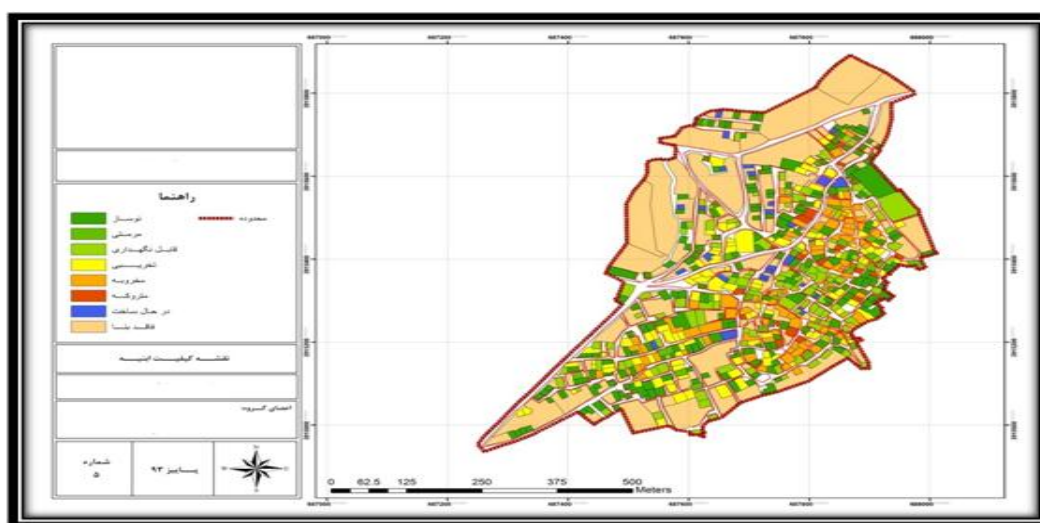 راهنما
نوساز
محدوده
مرمتی
قابل نگهداری
تخریبی
مخروبه
متروکه
در حال ساخت
فاقد بنا
نقشه کیفیت ابنیه
اعضای گروه:
شماره
۵
پاییز ۹۳
N
0 62.5 125 250 375 500
Meters